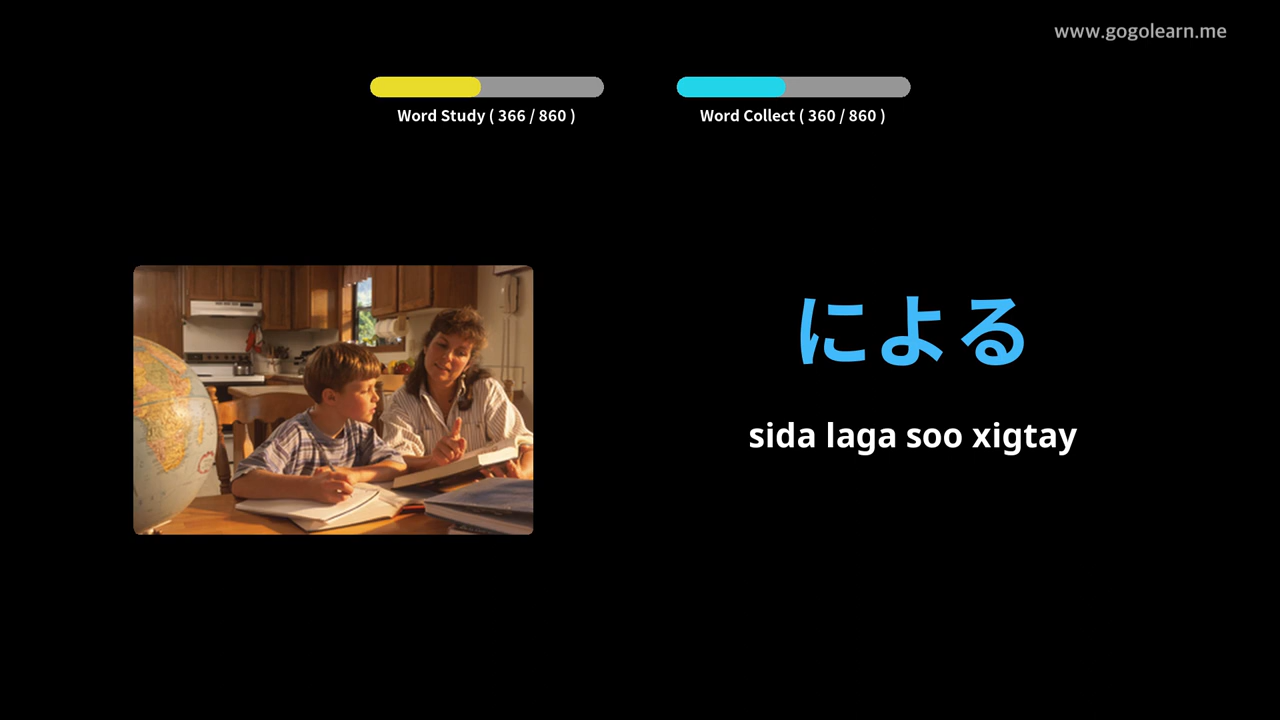 www.gogolearn.me
Word Study ( 366 / 860 )
Word Collect ( 360 / 860 )
による
sida laga soo xigtay